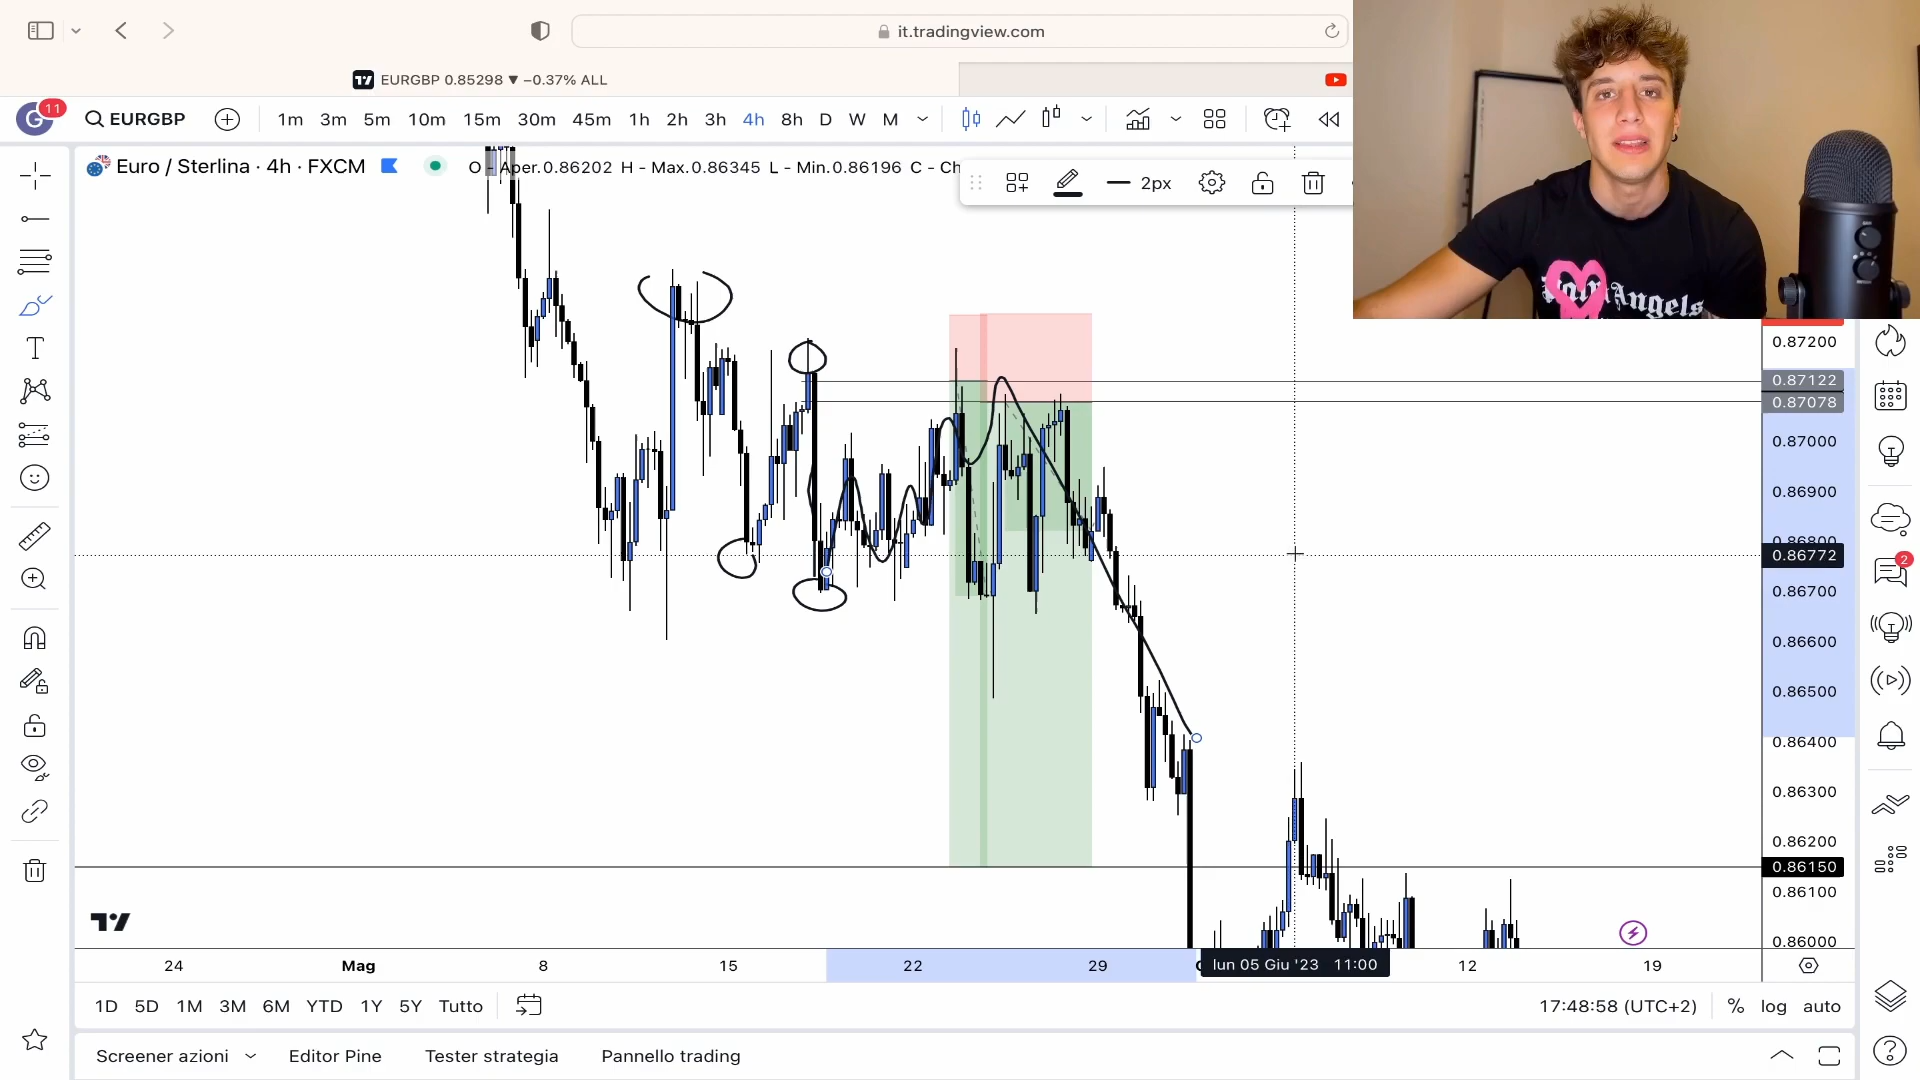 it.tradingview.com
EURGBP 0.85298 ▼ −0.37% ALL
G 11 EURGBP 1m 3m 5m 10m 15m 30m 45m 1h 2h 3h 4h 8h D W M
Euro / Sterlina · 4h · FXCM O - Aper.0.86202 H - Max.0.86345 L - Min.0.86196 C - Ch
2px
Palm Angels
0.87200
0.87122
0.87078
0.87000
0.86900
0.86800
0.86772
2
0.86700
0.86600
0.86500
0.86400
0.86300
0.86200
0.86150
0.86100
0.86000
24 Mag 8 15 22 29 lun 05 Giu '23 11:00 12 19
1D 5D 1M 3M 6M YTD 1Y 5Y Tutto 17:48:58 (UTC+2) % log auto
Screener azioni Editor Pine Tester strategia Pannello trading